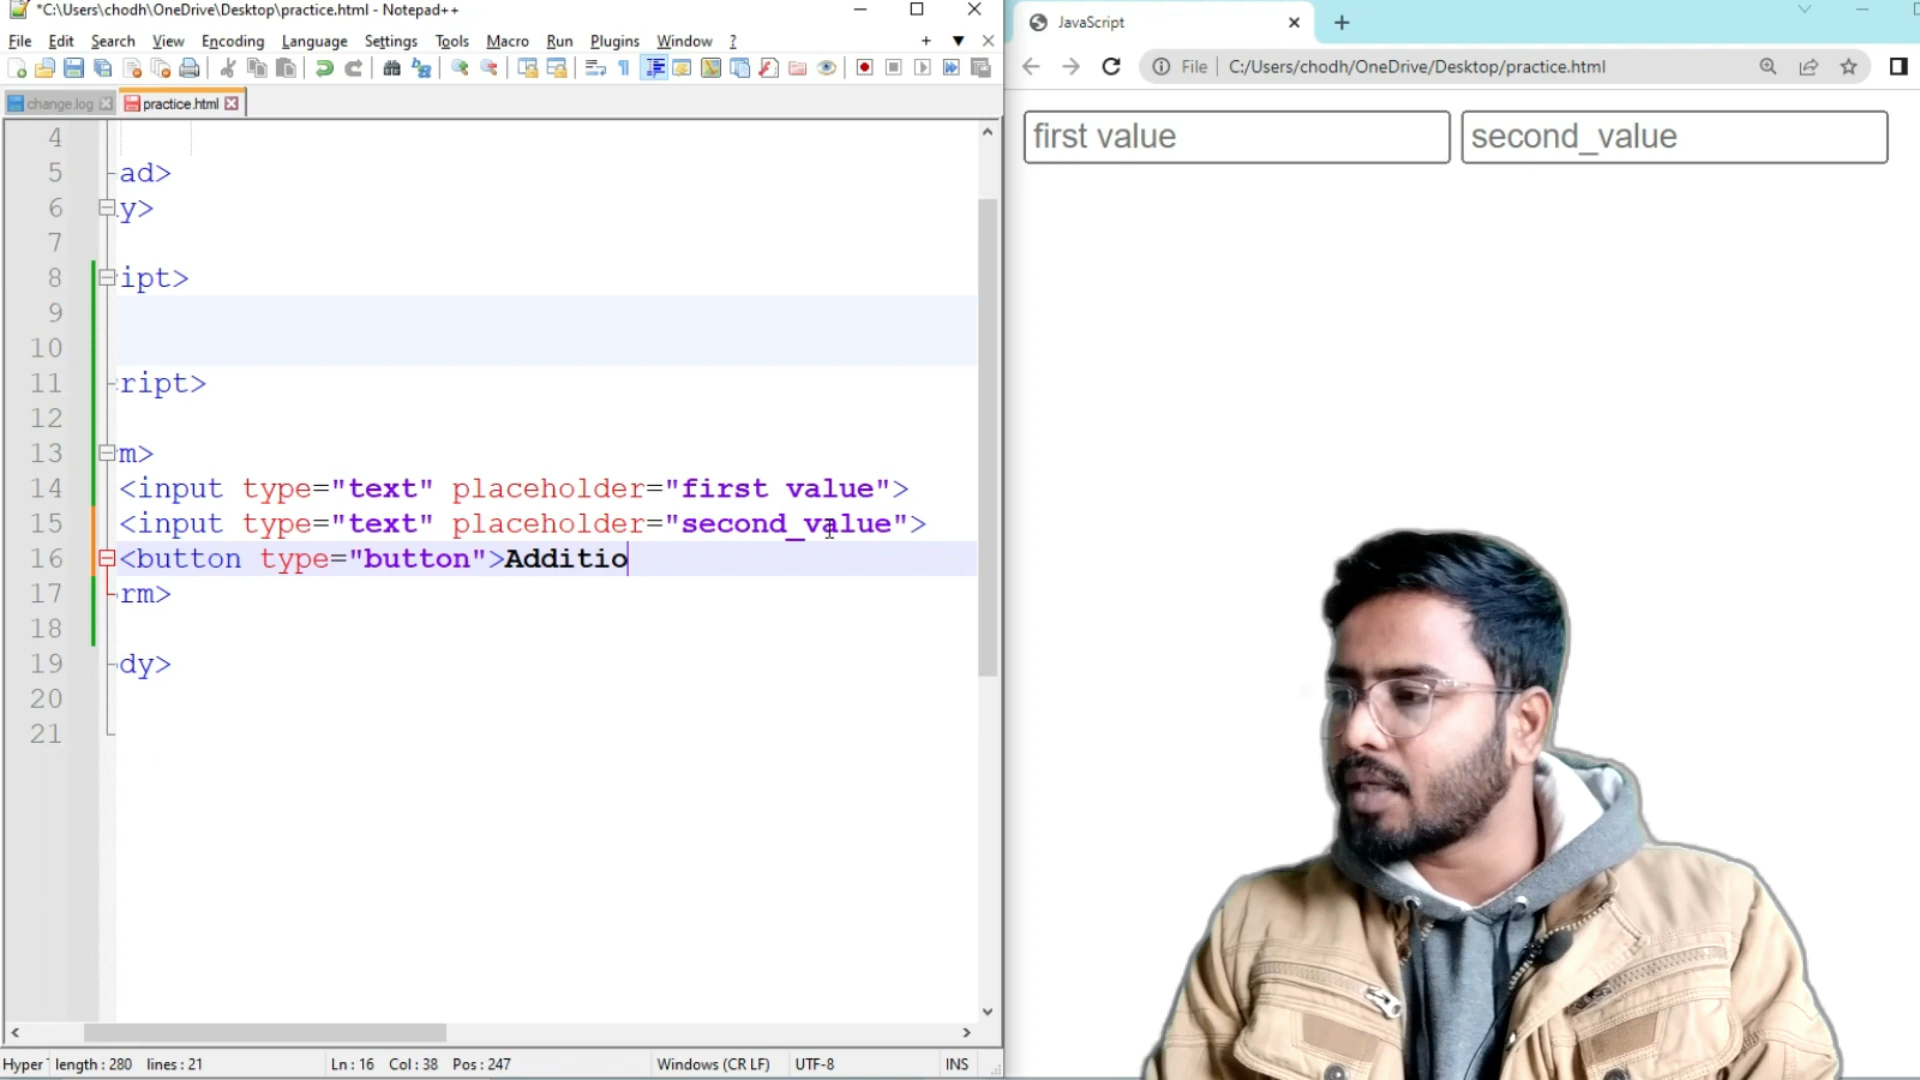 *C:\Users\chodh\OneDrive\Desktop\practice.html - Notepad++
File Edit Search View Encoding Language Settings Tools Macro Run Plugins Window ?
change.log practice.html
4
5 ad>
6 y>
7
8 ipt>
9
10
11 ript>
12
13 m>
14 <input type="text" placeholder="first value">
15 <input type="text" placeholder="second_value">
16 <button type="button">Additio
17 rm>
18
19 dy>
20
21
Hyper length : 280 lines : 21 Ln : 16 Col : 38 Pos : 247 Windows (CR LF) UTF-8 INS
JavaScript
File C:/Users/chodh/OneDrive/Desktop/practice.html
first value second_value